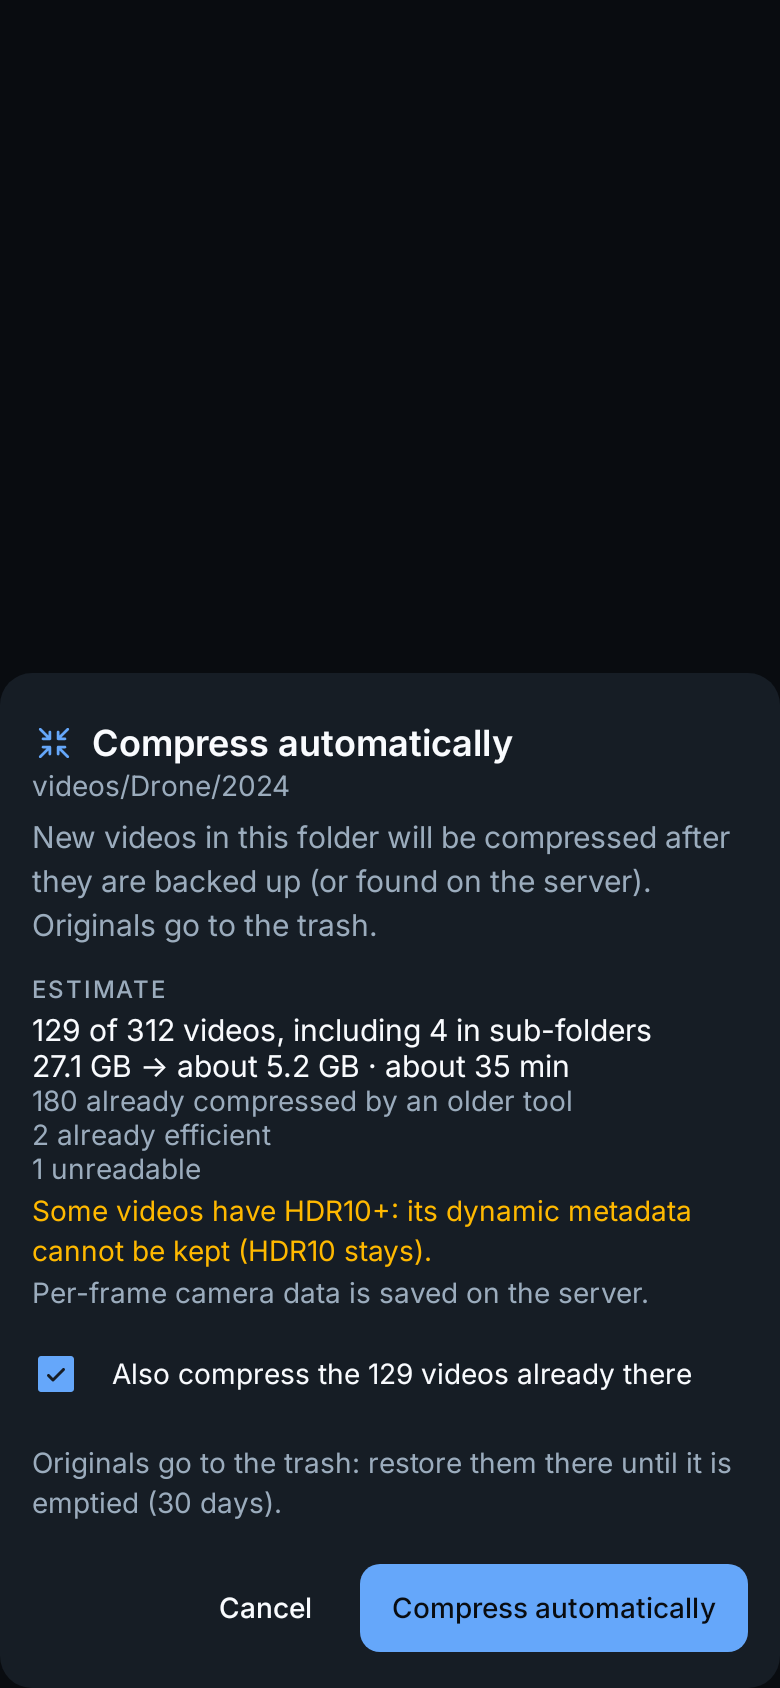 Compress automatically
videos/Drone/2024
New videos in this folder will be compressed after
they are backed up (or found on the server).
Originals go to the trash.
ESTIMATE
129 of 312 videos, including 4 in sub-folders
27.1 GB → about 5.2 GB · about 35 min
180 already compressed by an older tool
2 already efficient
1 unreadable
Some videos have HDR10+: its dynamic metadata
cannot be kept (HDR10 stays).
Per-frame camera data is saved on the server.
Also compress the 129 videos already there
Originals go to the trash: restore them there until it is
emptied (30 days).
Cancel
Compress automatically